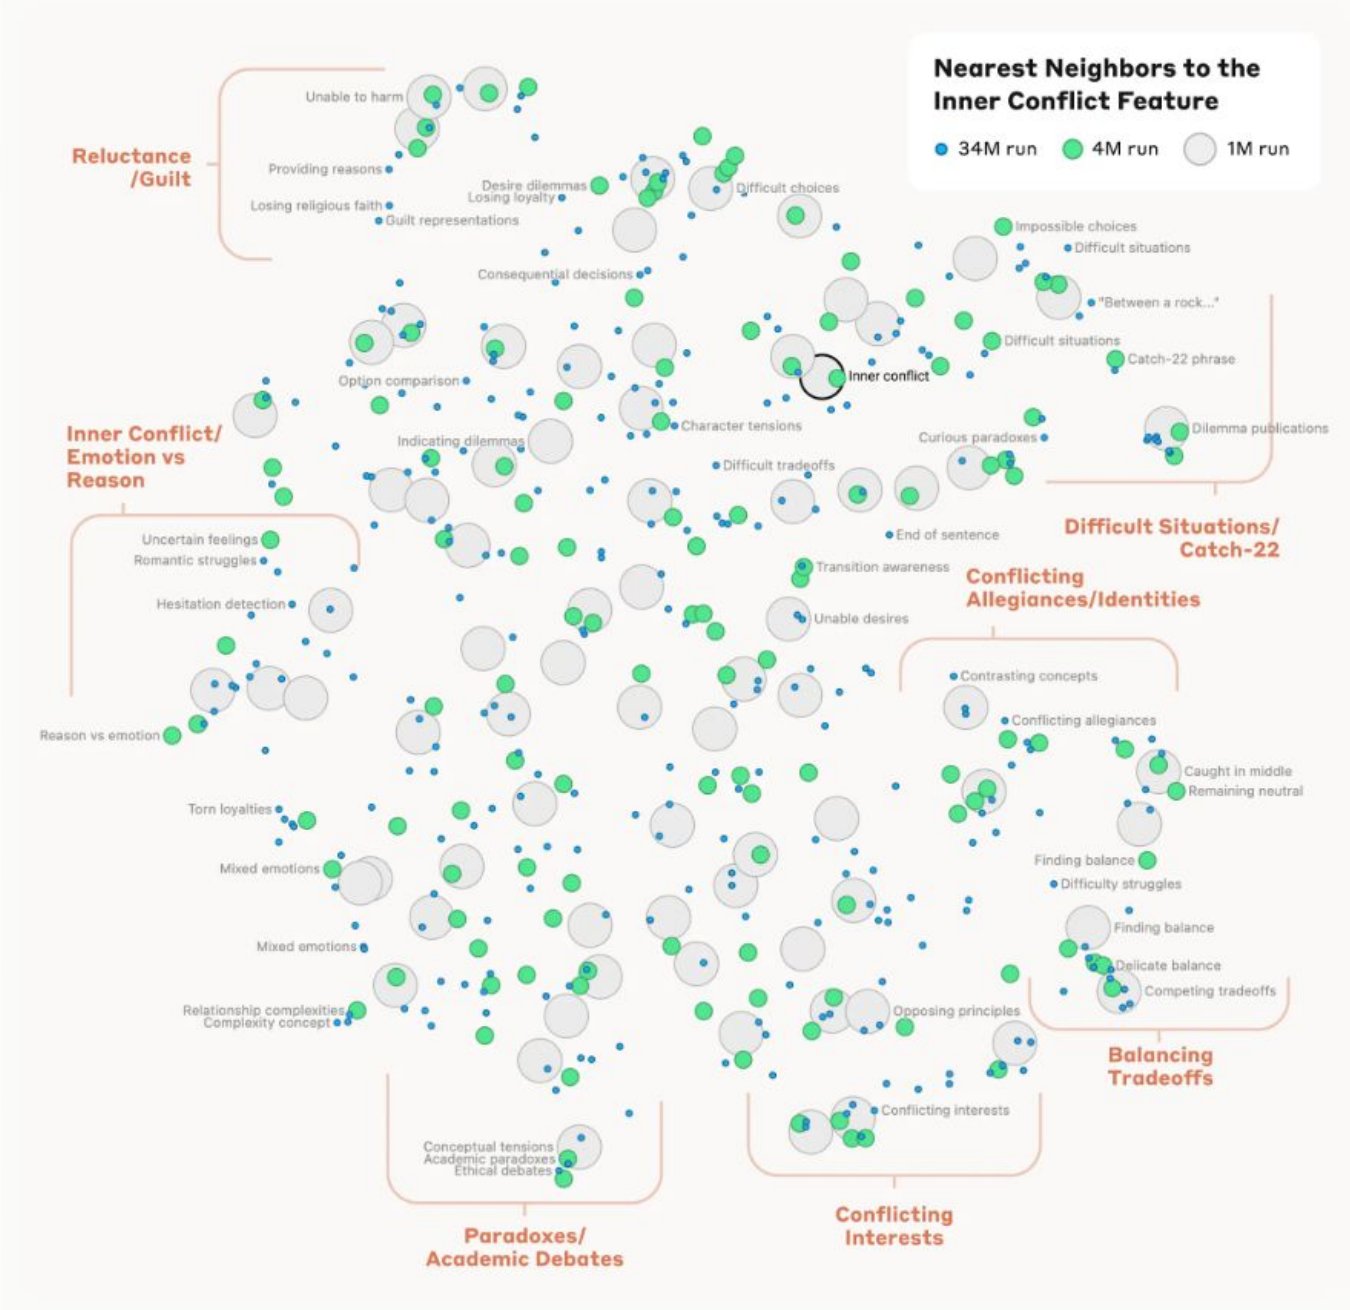 Nearest Neighbors to the
Inner Conflict Feature
34M run
4M run
1M run
Unable to harm
Reluctance
/Guilt
Providing reasons
Desire dilemmas
Losing loyalty
Difficult choices
Losing religious faith
Guilt representations
Impossible choices
Difficult situations
Consequential decisions
"Between a rock..."
Difficult situations
Catch-22 phrase
Option comparison
Inner conflict
Inner Conflict/
Emotion vs
Reason
Character tensions
Indicating dilemmas
Curious paradoxes
Dilemma publications
Difficult tradeoffs
End of sentence
Difficult Situations/
Catch-22
Uncertain feelings
Romantic struggles
Transition awareness
Conflicting
Allegiances/Identities
Hesitation detection
Unable desires
Contrasting concepts
Conflicting allegiances
Reason vs emotion
Caught in middle
Remaining neutral
Torn loyalties
Finding balance
Mixed emotions
Difficulty struggles
Finding balance
Mixed emotions
Delicate balance
Competing tradeoffs
Relationship complexities
Complexity concept
Opposing principles
Balancing
Tradeoffs
Conflicting interests
Conceptual tensions
Academic paradoxes
Ethical debates
Conflicting
Interests
Paradoxes/
Academic Debates